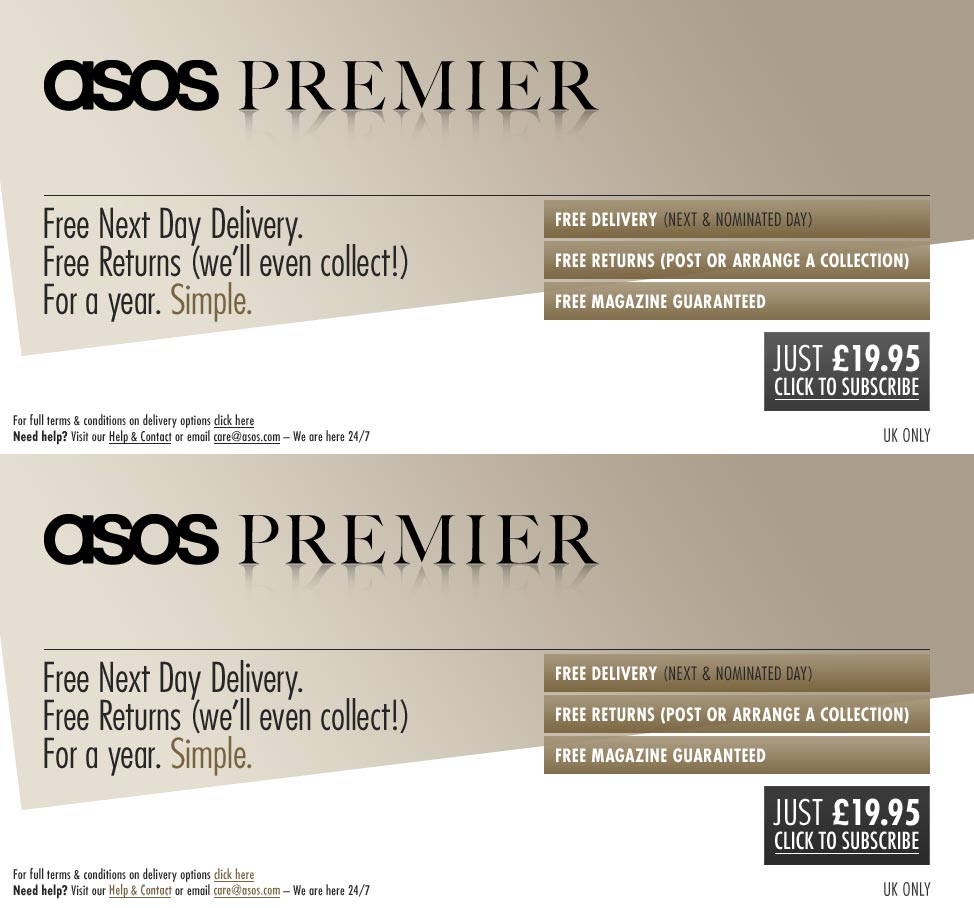 asos PREMIER
Free Next Day Delivery.
Free Returns (we'll even collect!)
For a year. Simple.
FREE DELIVERY (NEXT & NOMINATED DAY)
FREE RETURNS (POST OR ARRANGE A COLLECTION)
FREE MAGAZINE GUARANTEED
JUST £19.95
CLICK TO SUBSCRIBE
For full terms & conditions on delivery options click here
Need help? Visit our Help & Contact or email care@asos.com – We are here 24/7
UK ONLY
asos PREMIER
Free Next Day Delivery.
Free Returns (we'll even collect!)
For a year. Simple.
FREE DELIVERY (NEXT & NOMINATED DAY)
FREE RETURNS (POST OR ARRANGE A COLLECTION)
FREE MAGAZINE GUARANTEED
JUST £19.95
CLICK TO SUBSCRIBE
For full terms & conditions on delivery options click here
Need help? Visit our Help & Contact or email care@asos.com – We are here 24/7
UK ONLY